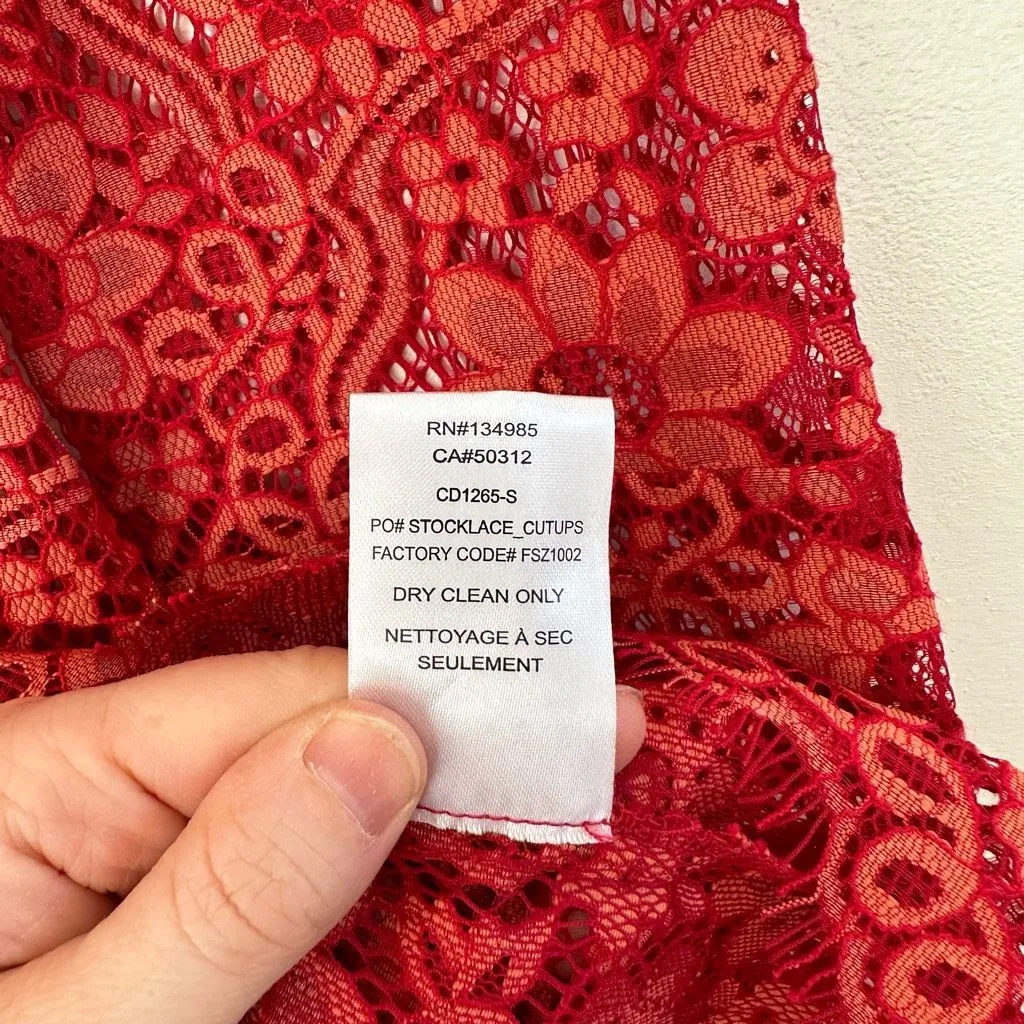 RN#134985
CA#50312
CD1265-S
PO# STOCKLACE_CUTUPS
FACTORY CODE# FSZ1002
DRY CLEAN ONLY
NETTOYAGE À SEC
SEULEMENT